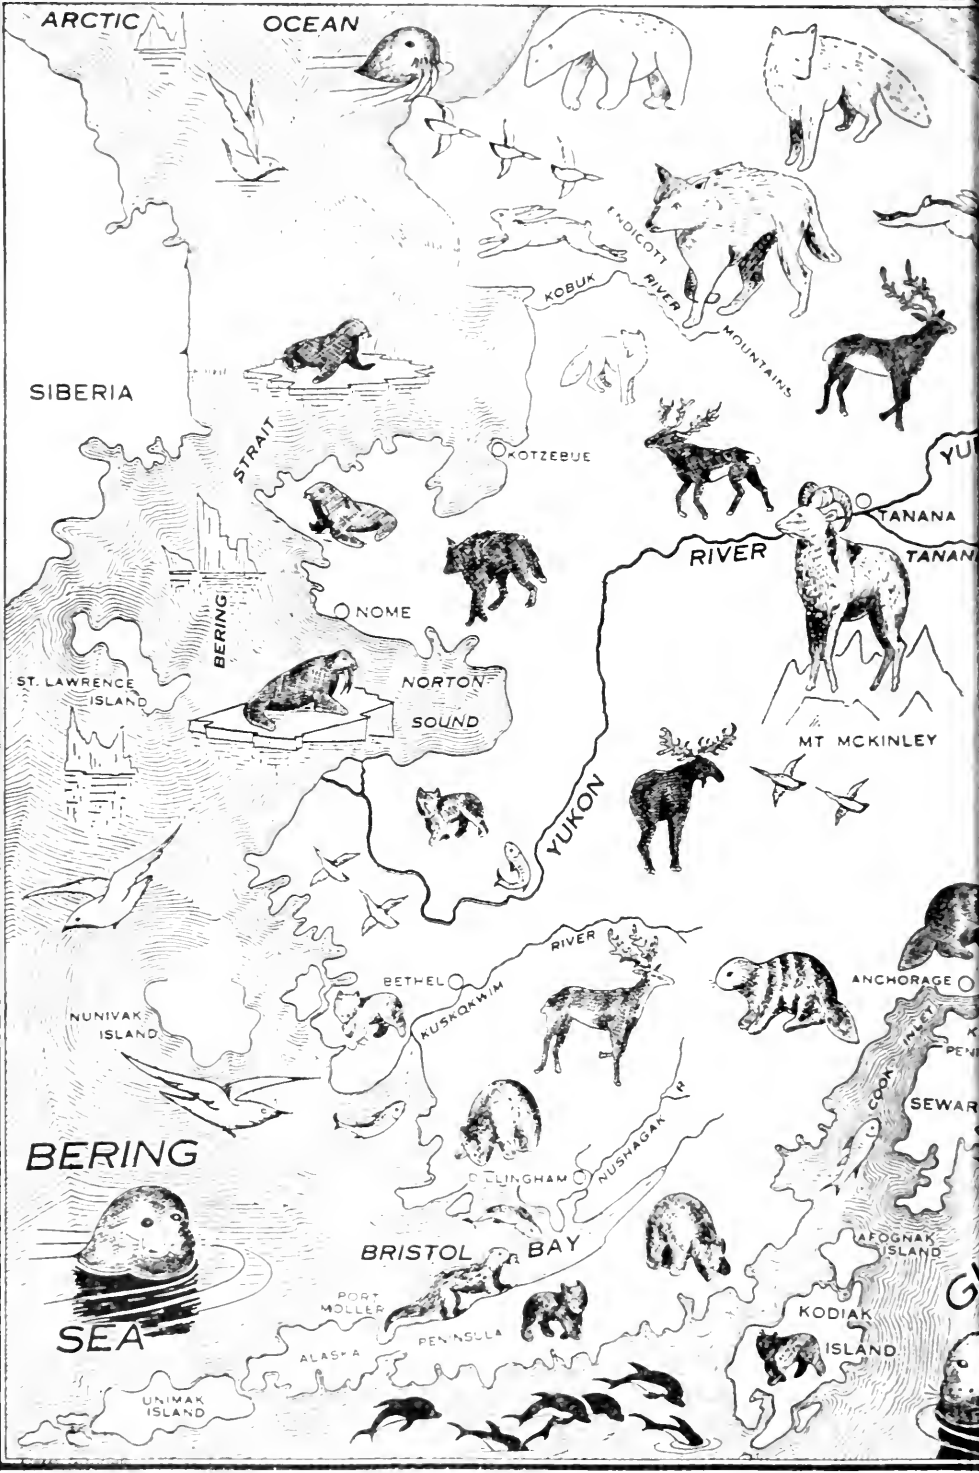 ARCTIC OCEAN
ENDICOTT
KOBUK RIVER
MOUNTAINS
SIBERIA
STRAIT
KOTZEBUE
YU
TANANA
RIVER
TANAN
BERING
NOME
ST. LAWRENCE
ISLAND
NORTON
SOUND
MT MCKINLEY
YUKON
RIVER
BETHEL
KUSKOKWIM
ANCHORAGE
NUNIVAK
ISLAND
COOK INLET
K
PEN
SEWAR
BERING
SEA
DILLINGHAM
NUSHAGAK R
BRISTOL BAY
AFOGNAK
ISLAND
PORT
MOLLER
G
KODIAK
ISLAND
ALASKA PENINSULA
UNIMAK
ISLAND